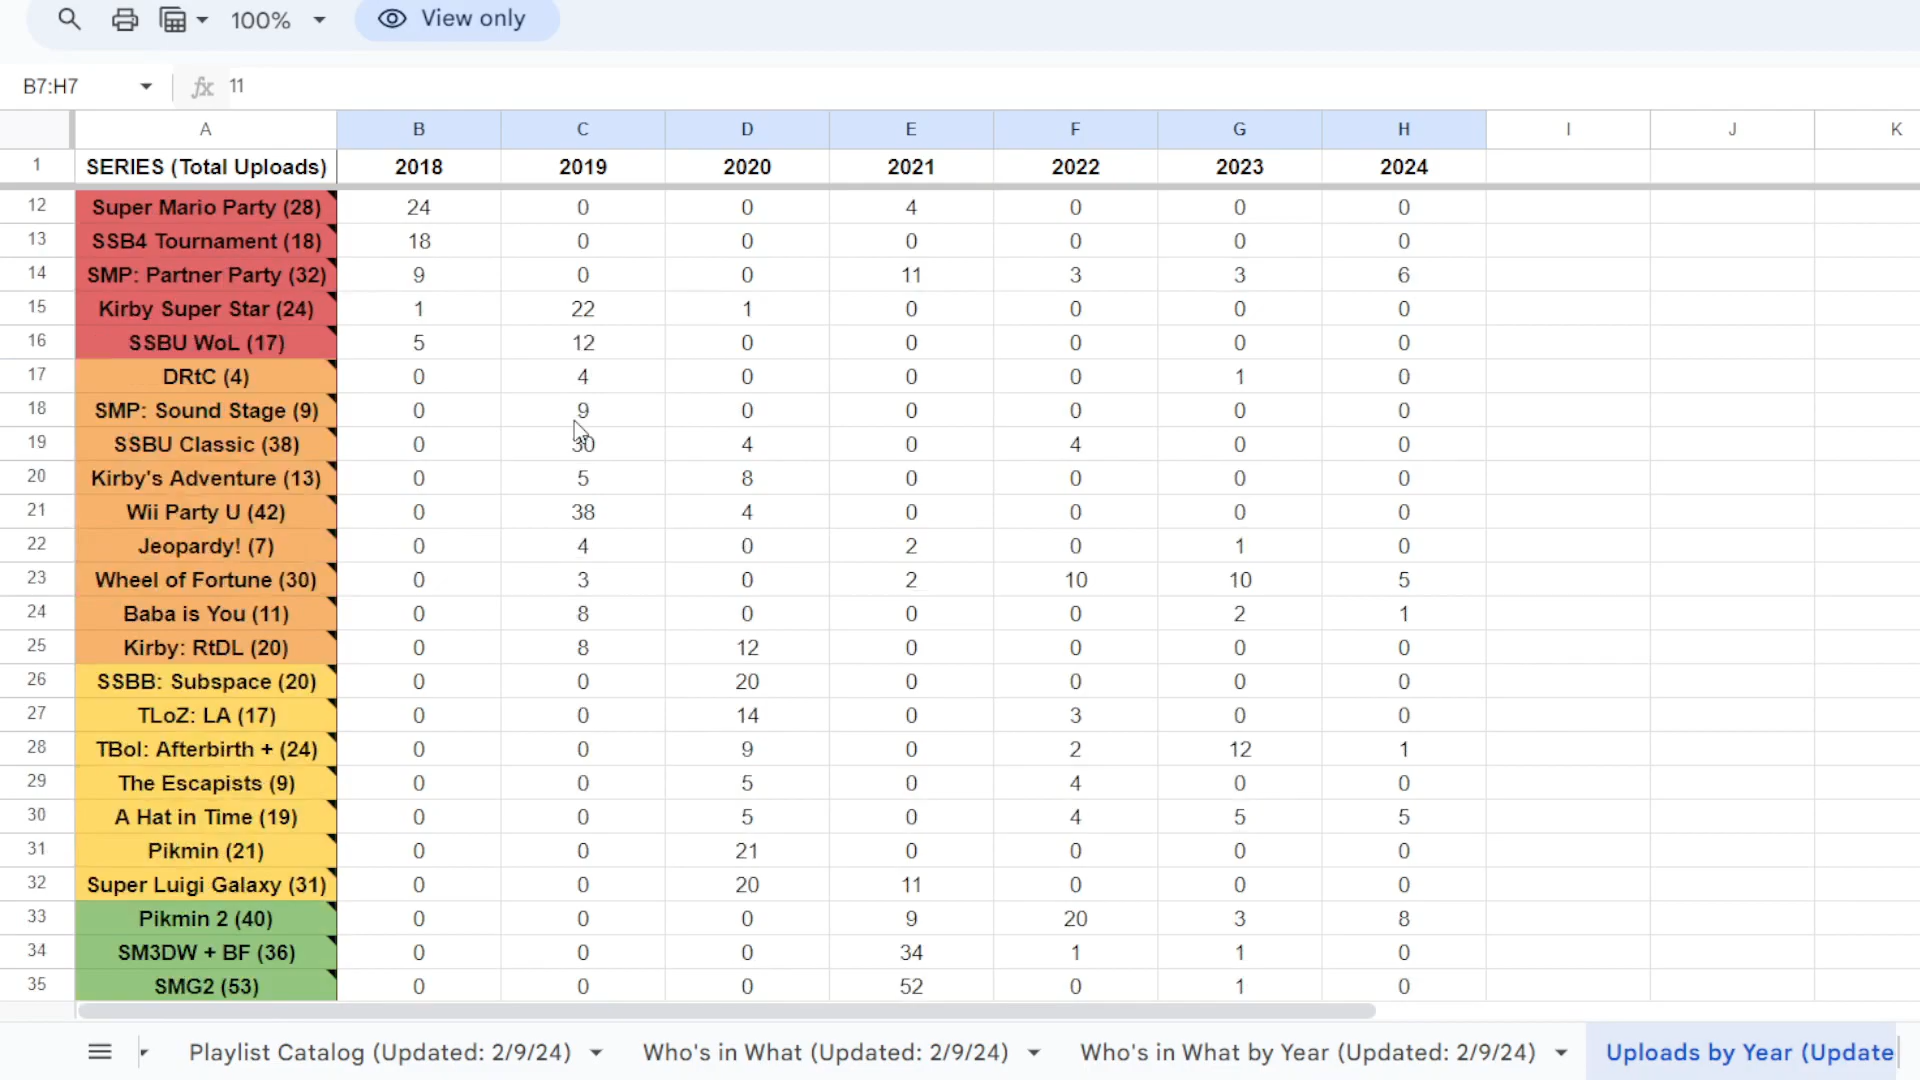 100% View only
B7:H7 fx 11
A B C D E F G H I J K
1 SERIES (Total Uploads) 2018 2019 2020 2021 2022 2023 2024
12 Super Mario Party (28) 24 0 0 4 0 0 0
13 SSB4 Tournament (18) 18 0 0 0 0 0 0
14 SMP: Partner Party (32) 9 0 0 11 3 3 6
15 Kirby Super Star (24) 1 22 1 0 0 0 0
16 SSBU WoL (17) 5 12 0 0 0 0 0
17 DRtC (4) 0 4 0 0 0 1 0
18 SMP: Sound Stage (9) 0 9 0 0 0 0 0
19 SSBU Classic (38) 0 30 4 0 4 0 0
20 Kirby's Adventure (13) 0 5 8 0 0 0 0
21 Wii Party U (42) 0 38 4 0 0 0 0
22 Jeopardy! (7) 0 4 0 2 0 1 0
23 Wheel of Fortune (30) 0 3 0 2 10 10 5
24 Baba is You (11) 0 8 0 0 0 2 1
25 Kirby: RtDL (20) 0 8 12 0 0 0 0
26 SSBB: Subspace (20) 0 0 20 0 0 0 0
27 TLoZ: LA (17) 0 0 14 0 3 0 0
28 TBoI: Afterbirth + (24) 0 0 9 0 2 12 1
29 The Escapists (9) 0 0 5 0 4 0 0
30 A Hat in Time (19) 0 0 5 0 4 5 5
31 Pikmin (21) 0 0 21 0 0 0 0
32 Super Luigi Galaxy (31) 0 0 20 11 0 0 0
33 Pikmin 2 (40) 0 0 0 9 20 3 8
34 SM3DW + BF (36) 0 0 0 34 1 1 0
35 SMG2 (53) 0 0 0 52 0 1 0
Playlist Catalog (Updated: 2/9/24) Who's in What (Updated: 2/9/24) Who's in What by Year (Updated: 2/9/24) Uploads by Year (Update